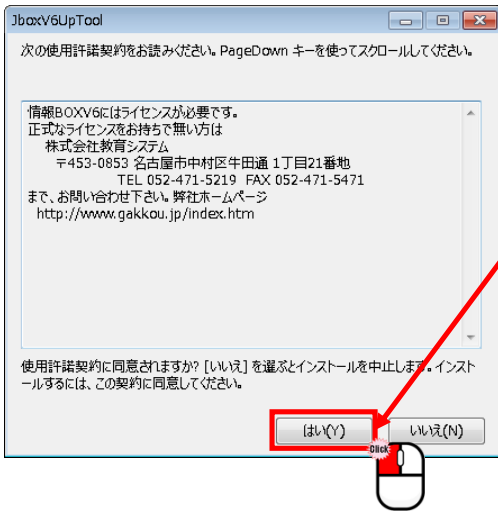 JboxV6UpTool
次の使用許諾契約をお読みください。PageDown キーを使ってスクロールしてください。
情報BOXV6にはライセンスが必要です。
正式なライセンスをお持ちで無い方は
株式会社教育システム
〒453-0853 名古屋市中村区牛田通 1丁目21番地
TEL 052-471-5219 FAX 052-471-5471
まで、お問い合わせ下さい。弊社ホームページ
http://www.gakkou.jp/index.htm
使用許諾契約に同意されますか? [いいえ] を選ぶとインストールを中止します。インスト
ールするには、この契約に同意してください。
はい(Y)
いいえ(N)
Click